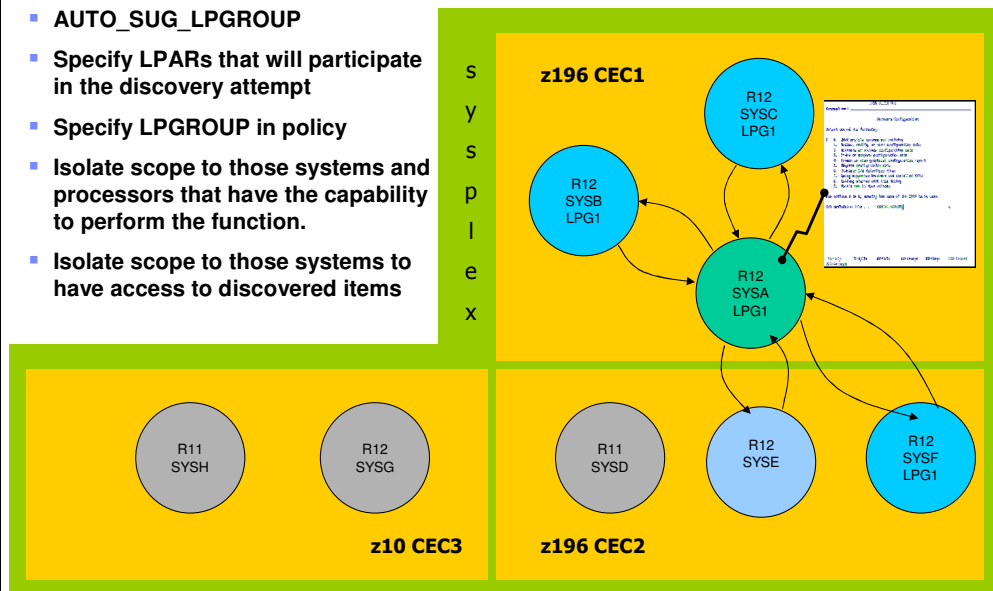 AUTO_SUG_LPGROUP
Specify LPARs that will participate
in the discovery attempt
Specify LPGROUP in policy
Isolate scope to those systems and
processors that have the capability
to perform the function.
Isolate scope to those systems to
have access to discovered items
s
y
s
p
l
e
x
z196 CEC1
R12
SYSC
LPG1
R12
SYSB
LPG1
R12
SYSA
LPG1
R11
SYSH
R12
SYSG
z10 CEC3
R11
SYSD
R12
SYSE
R12
SYSF
LPG1
z196 CEC2